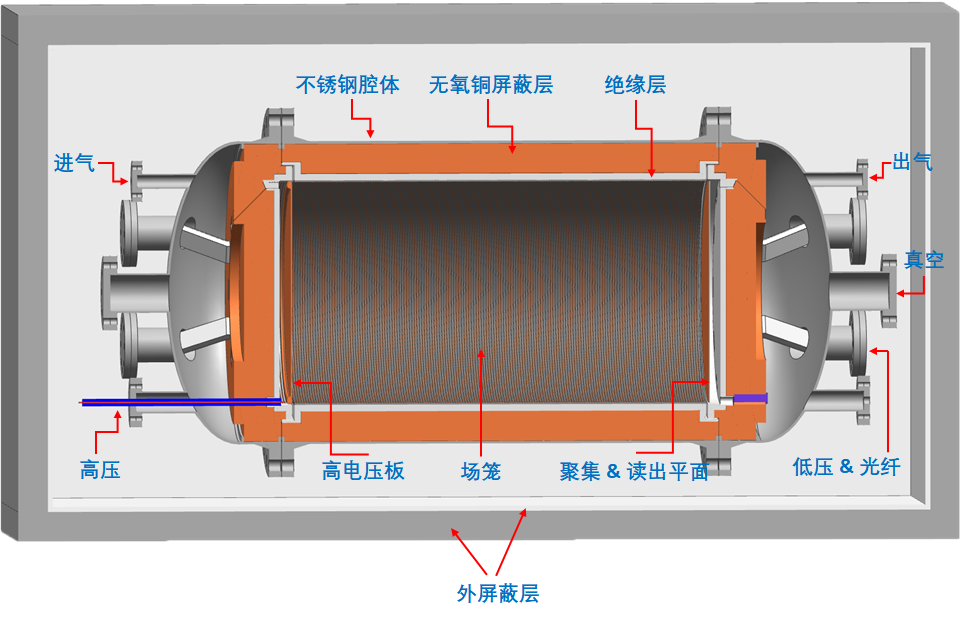 不锈钢腔体
无氧铜屏蔽层
绝缘层
进气
出气
真空
高压
高电压板
场笼
聚集 & 读出平面
低压 & 光纤
外屏蔽层